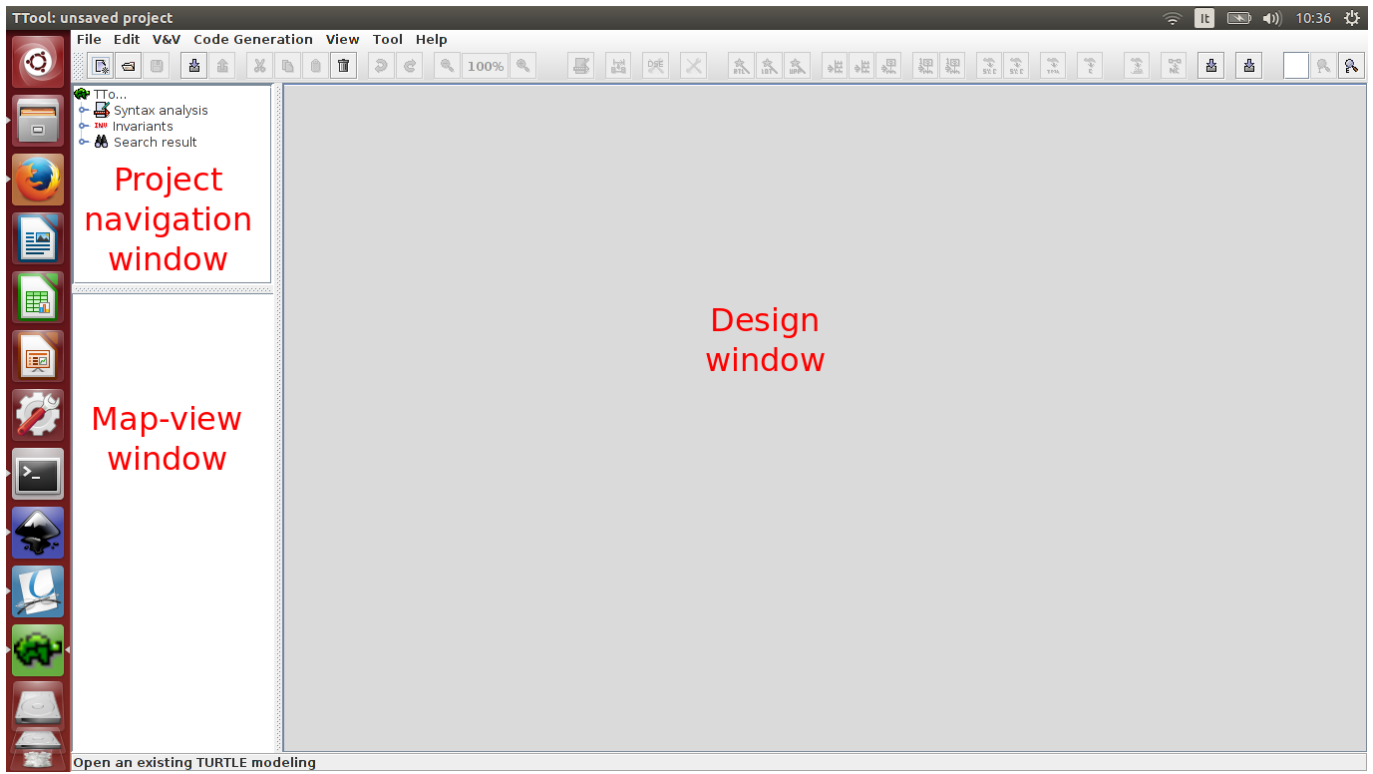 TTool: unsaved project
It
10:36
File Edit V&V Code Generation View Tool Help
100%
TTo...
Syntax analysis
INV Invariants
Search result
Project
navigation
window
Design
window
Map-view
window
Open an existing TURTLE modeling